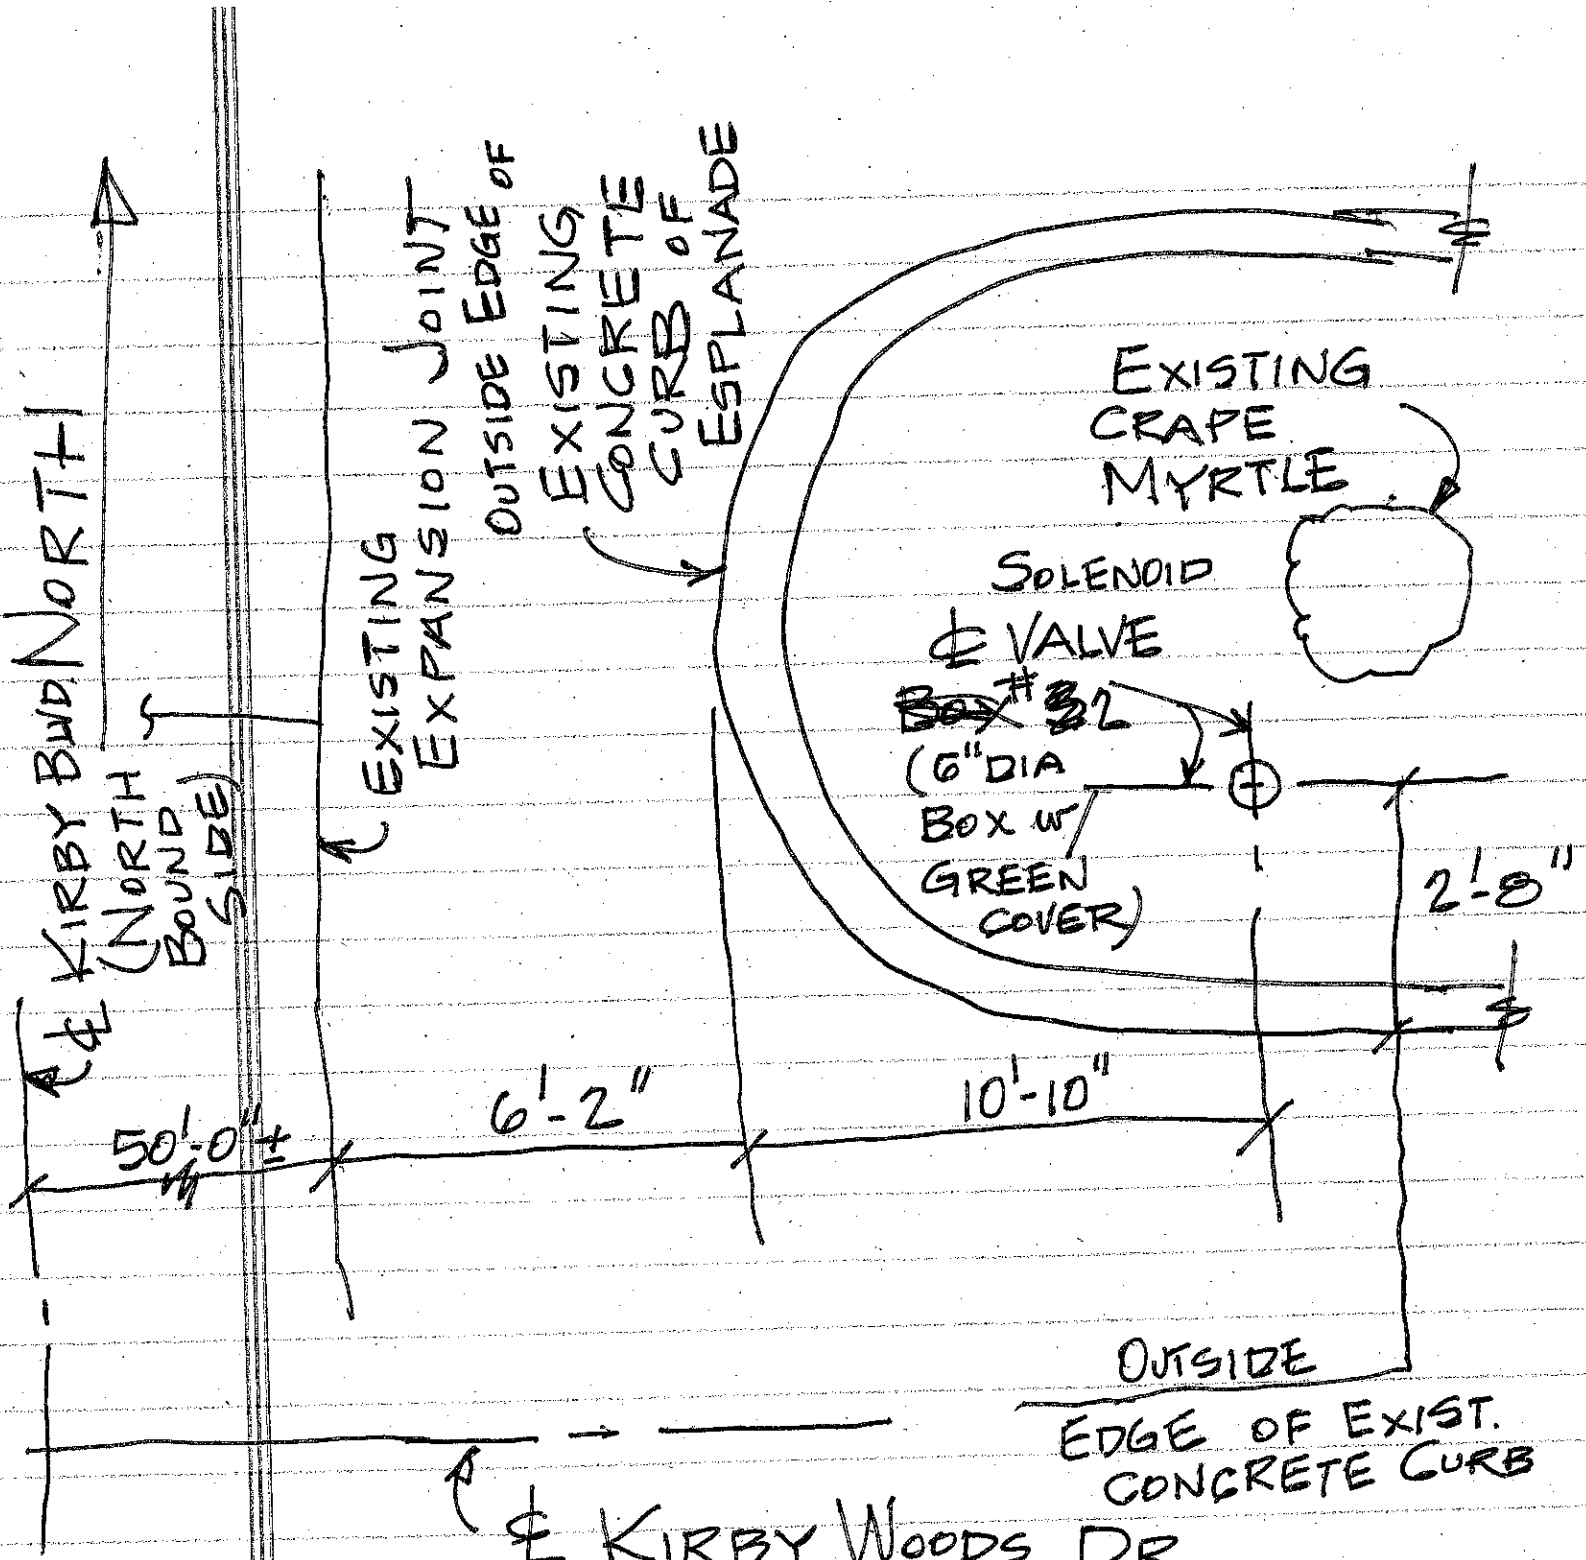 NORTH
℄ KIRBY BLVD.
(NORTH
BOUND
SIDE)
EXISTING
EXPANSION JOINT
OUTSIDE EDGE OF
EXISTING
CONCRETE
CURB OF
ESPLANADE
EXISTING
CRAPE
MYRTLE
SOLENOID
℄ VALVE
BOX #2
(6" DIA
BOX w
GREEN
COVER)
2'-8"
50'-0" ±
6'-2"
10'-10"
OUTSIDE
EDGE OF EXIST.
CONCRETE CURB
℄ KIRBY WOODS DR